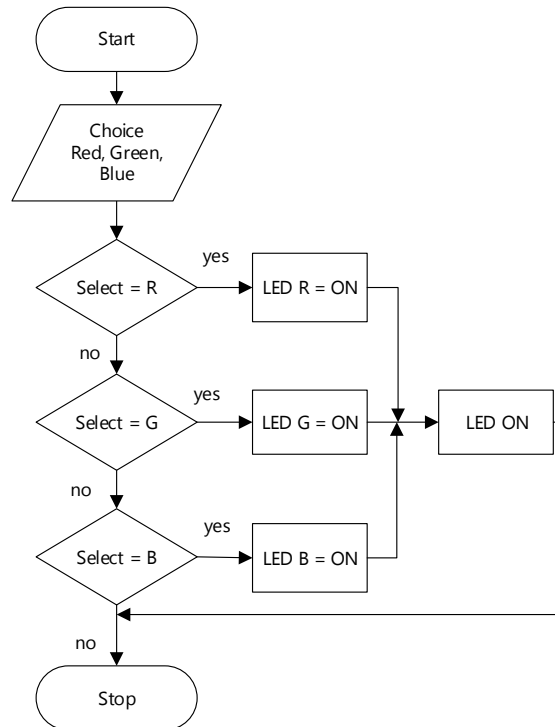 Start
Choice
Red, Green,
Blue
Select = R
yes
LED R = ON
no
Select = G
yes
LED G = ON
LED ON
no
Select = B
yes
LED B = ON
no
Stop